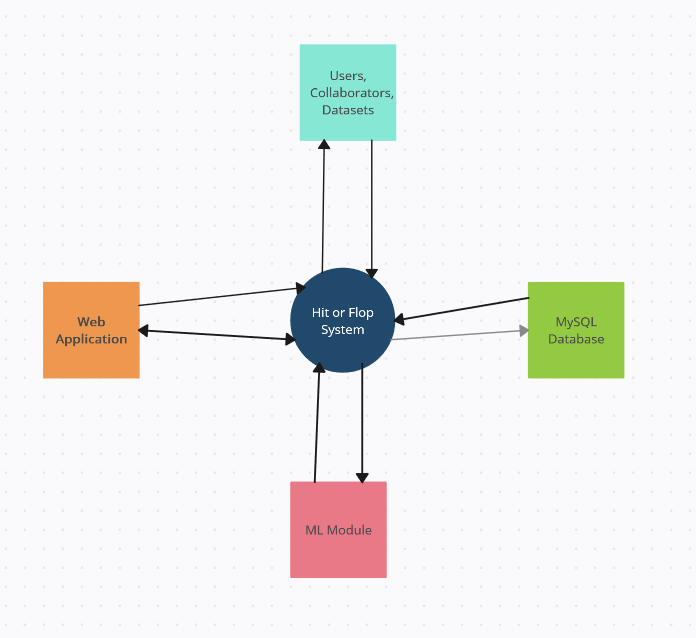 Users,
Collaborators,
Datasets
Web
Application
Hit or Flop
System
MySQL
Database
ML Module